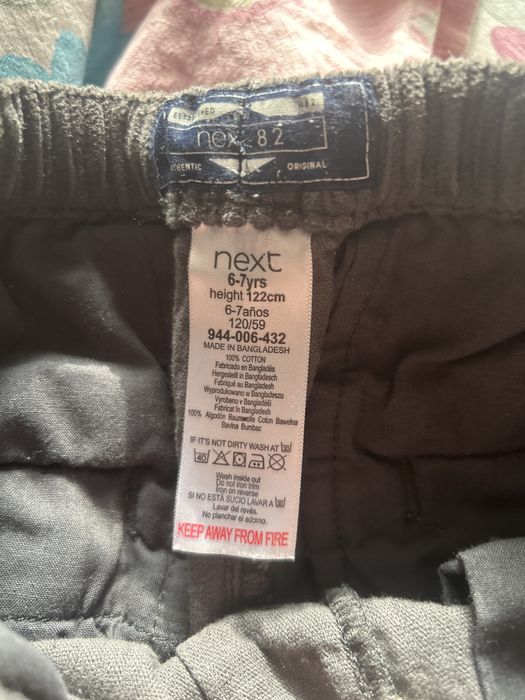 next 82
ORIGINAL
next
6-7yrs
height 122cm
6-7años
120/59
944-006-432
MADE IN BANGLADESH
100% COTTON
Fabricado en Bangladés
Hergestellt in Bangladesch
Fabriqué au Bangladesh
Wyprodukowano w Bangladeszu
Vyrobeno v Bangladéši
Fabricat în Bangladesh
100% Algodón Baumwolle Coton Bawełna
Bavlna Bumbac
IF IT'S NOT DIRTY WASH AT
40
Wash inside out
Do not iron trim
Iron on reverse
SI NO ESTÁ SUCIO LAVAR A
Lavar del revés.
No planchar el adorno.
KEEP AWAY FROM FIRE